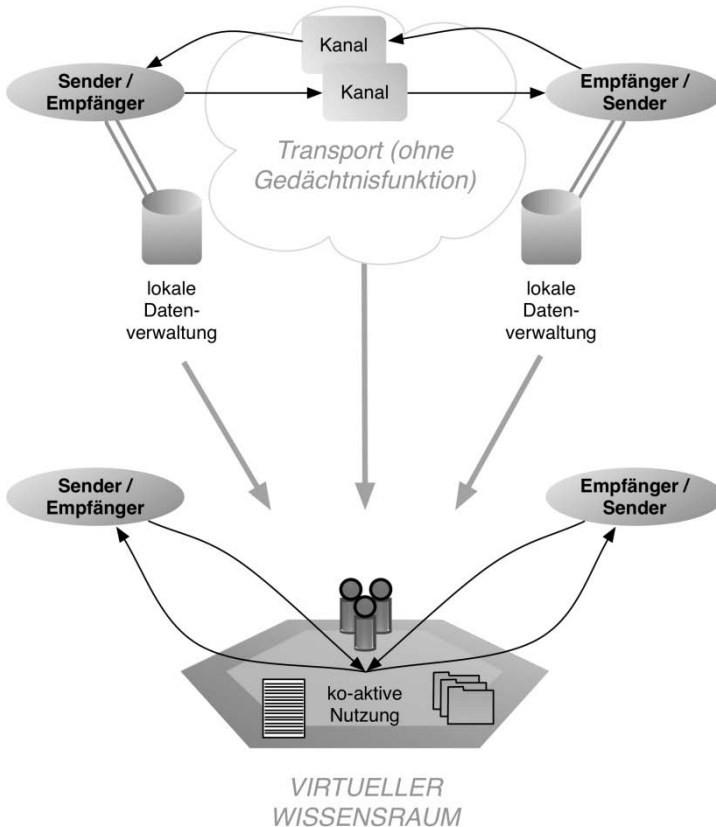 Kanal
Sender /
Empfänger
Empfänger /
Sender
Kanal
Transport (ohne
Gedächtnisfunktion)
lokale
Daten-
verwaltung
lokale
Daten-
verwaltung
Sender /
Empfänger
Empfänger /
Sender
ko-aktive
Nutzung
VIRTUELLER
WISSENSRAUM